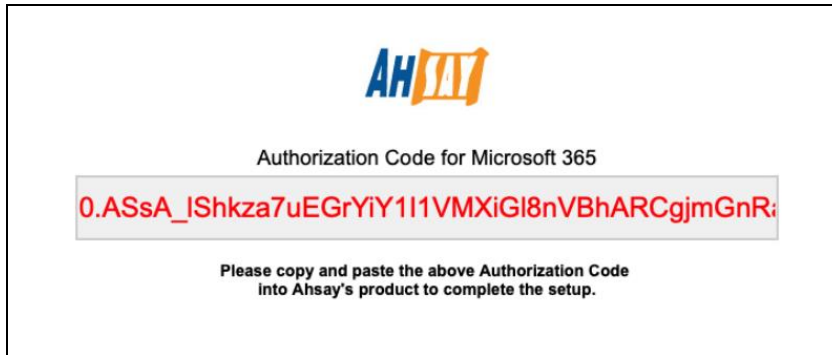 AHSAY
Authorization Code for Microsoft 365
0.ASsA_lShkza7uEGrYiY1l1VMXiGl8nVBhARCgjmGnRa
Please copy and paste the above Authorization Code
into Ahsay's product to complete the setup.